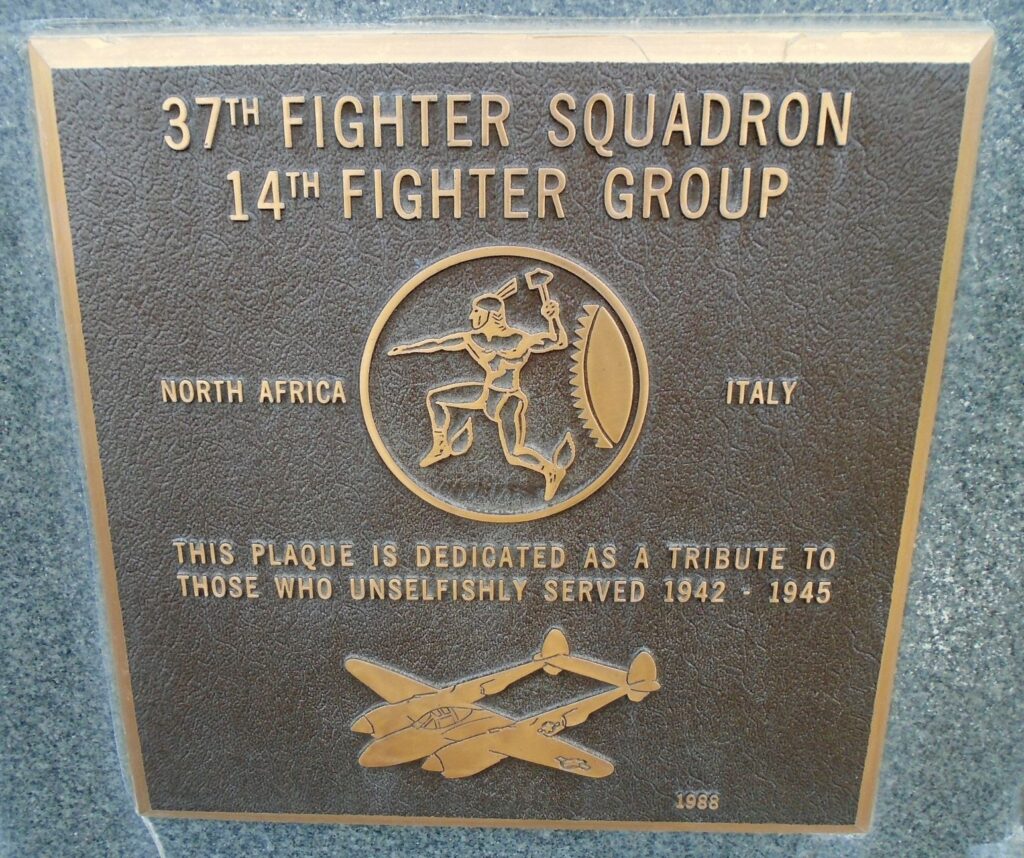 37TH FIGHTER SQUADRON
14TH FIGHTER GROUP
NORTH AFRICA
ITALY
THIS PLAQUE IS DEDICATED AS A TRIBUTE TO
THOSE WHO UNSELFISHLY SERVED 1942 - 1945
1988